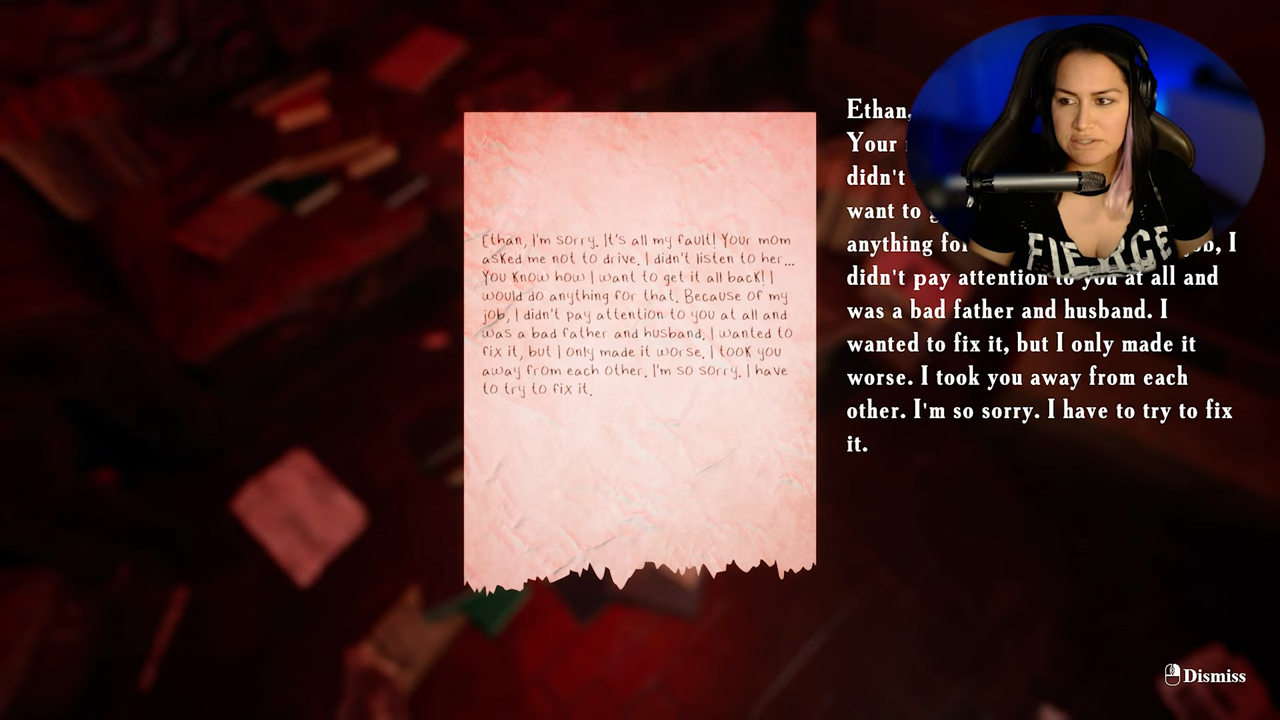 Ethan, I'm sorry. It's all my fault! Your mom
asked me not to drive. I didn't listen to her...
You know how I want to get it all back! I
would do anything for that. Because of my
job, I didn't pay attention to you at all and
was a bad father and husband. I wanted to
fix it, but I only made it worse. I took you
away from each other. I'm so sorry. I have
to try to fix it.
Ethan,
Your
didn't
want to
anything for
I
didn't pay attention to you at all and
was a bad father and husband. I
wanted to fix it, but I only made it
worse. I took you away from each
other. I'm so sorry. I have to try to fix
it.
FIERCE
Dismiss